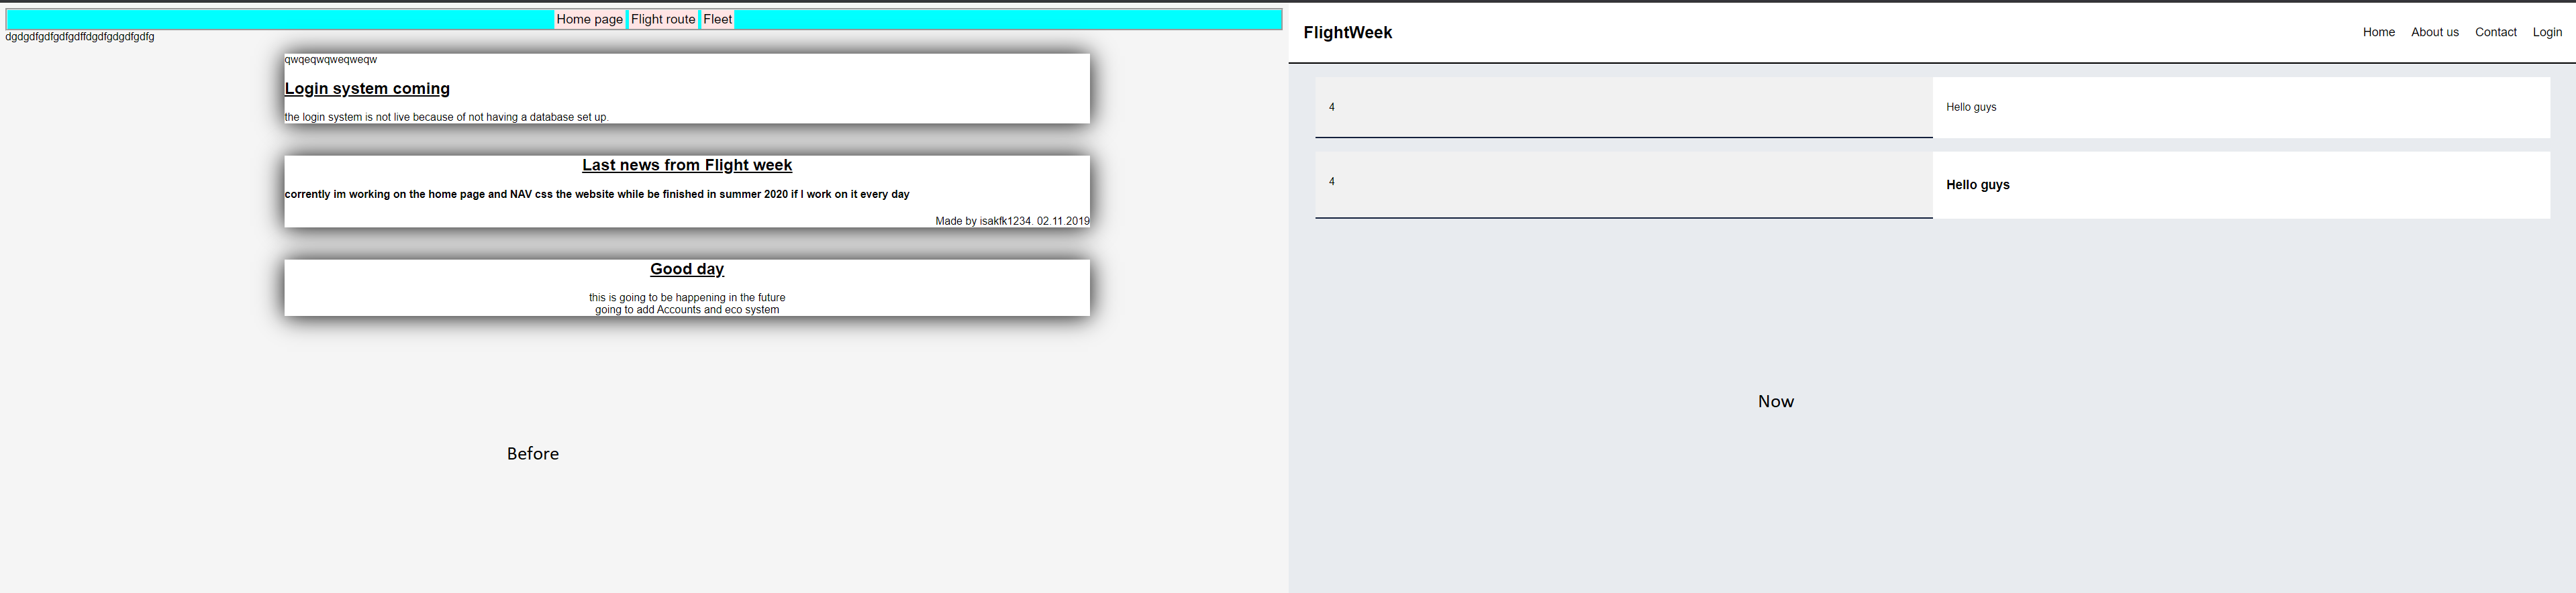 Home page Flight route Fleet
dgdgdfgdfgdfgdffdgdfgdgdfgdfg
qwqeqwqweqweqw
Login system coming
the login system is not live because of not having a database set up.
Last news from Flight week
corrently im working on the home page and NAV css the website while be finished in summer 2020 if I work on it every day
Made by isakfk1234. 02.11.2019
Good day
this is going to be happening in the future
going to add Accounts and eco system
Before
FlightWeek
Home About us Contact Login
4 Hello guys
4 Hello guys
Now